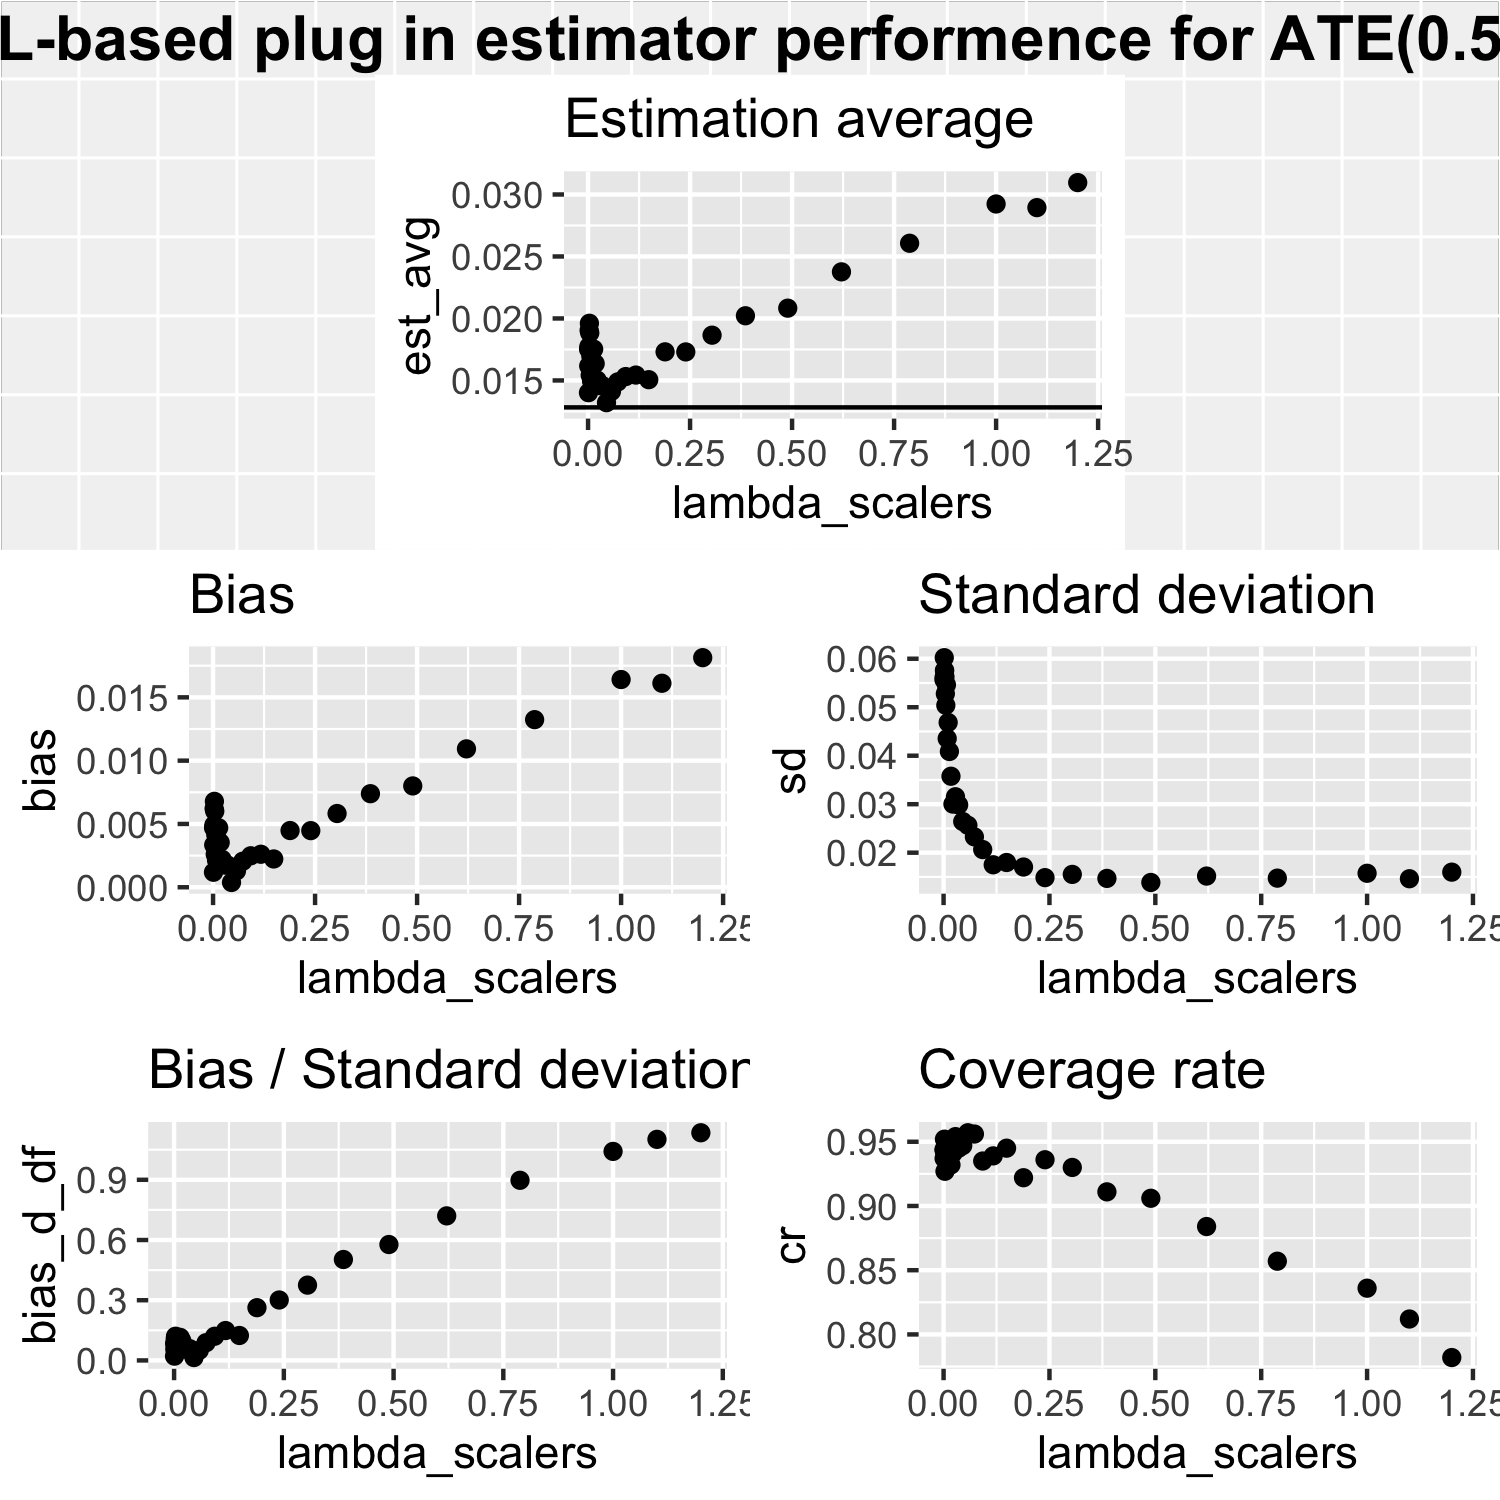 L-based plug in estimator performence for ATE(0.5
Estimation average
est_avg
0.030
0.025
0.020
0.015
0.00 0.25 0.50 0.75 1.00 1.25
lambda_scalers
Bias
bias
0.015
0.010
0.005
0.000
0.00 0.25 0.50 0.75 1.00 1.25
lambda_scalers
Standard deviation
sd
0.06
0.05
0.04
0.03
0.02
0.00 0.25 0.50 0.75 1.00 1.25
lambda_scalers
Bias / Standard deviation
bias_d_df
0.9
0.6
0.3
0.0
0.00 0.25 0.50 0.75 1.00 1.25
lambda_scalers
Coverage rate
cr
0.95
0.90
0.85
0.80
0.00 0.25 0.50 0.75 1.00 1.25
lambda_scalers